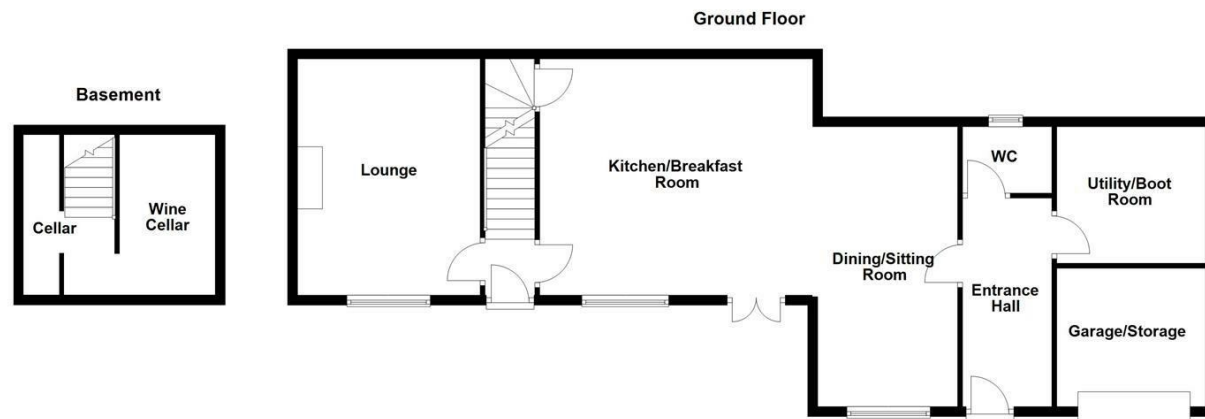 Ground Floor
Basement
Lounge
Kitchen/Breakfast
Room
WC
Utility/Boot
Room
Wine
Cellar
Cellar
Dining/Sitting
Room
Entrance
Hall
Garage/Storage